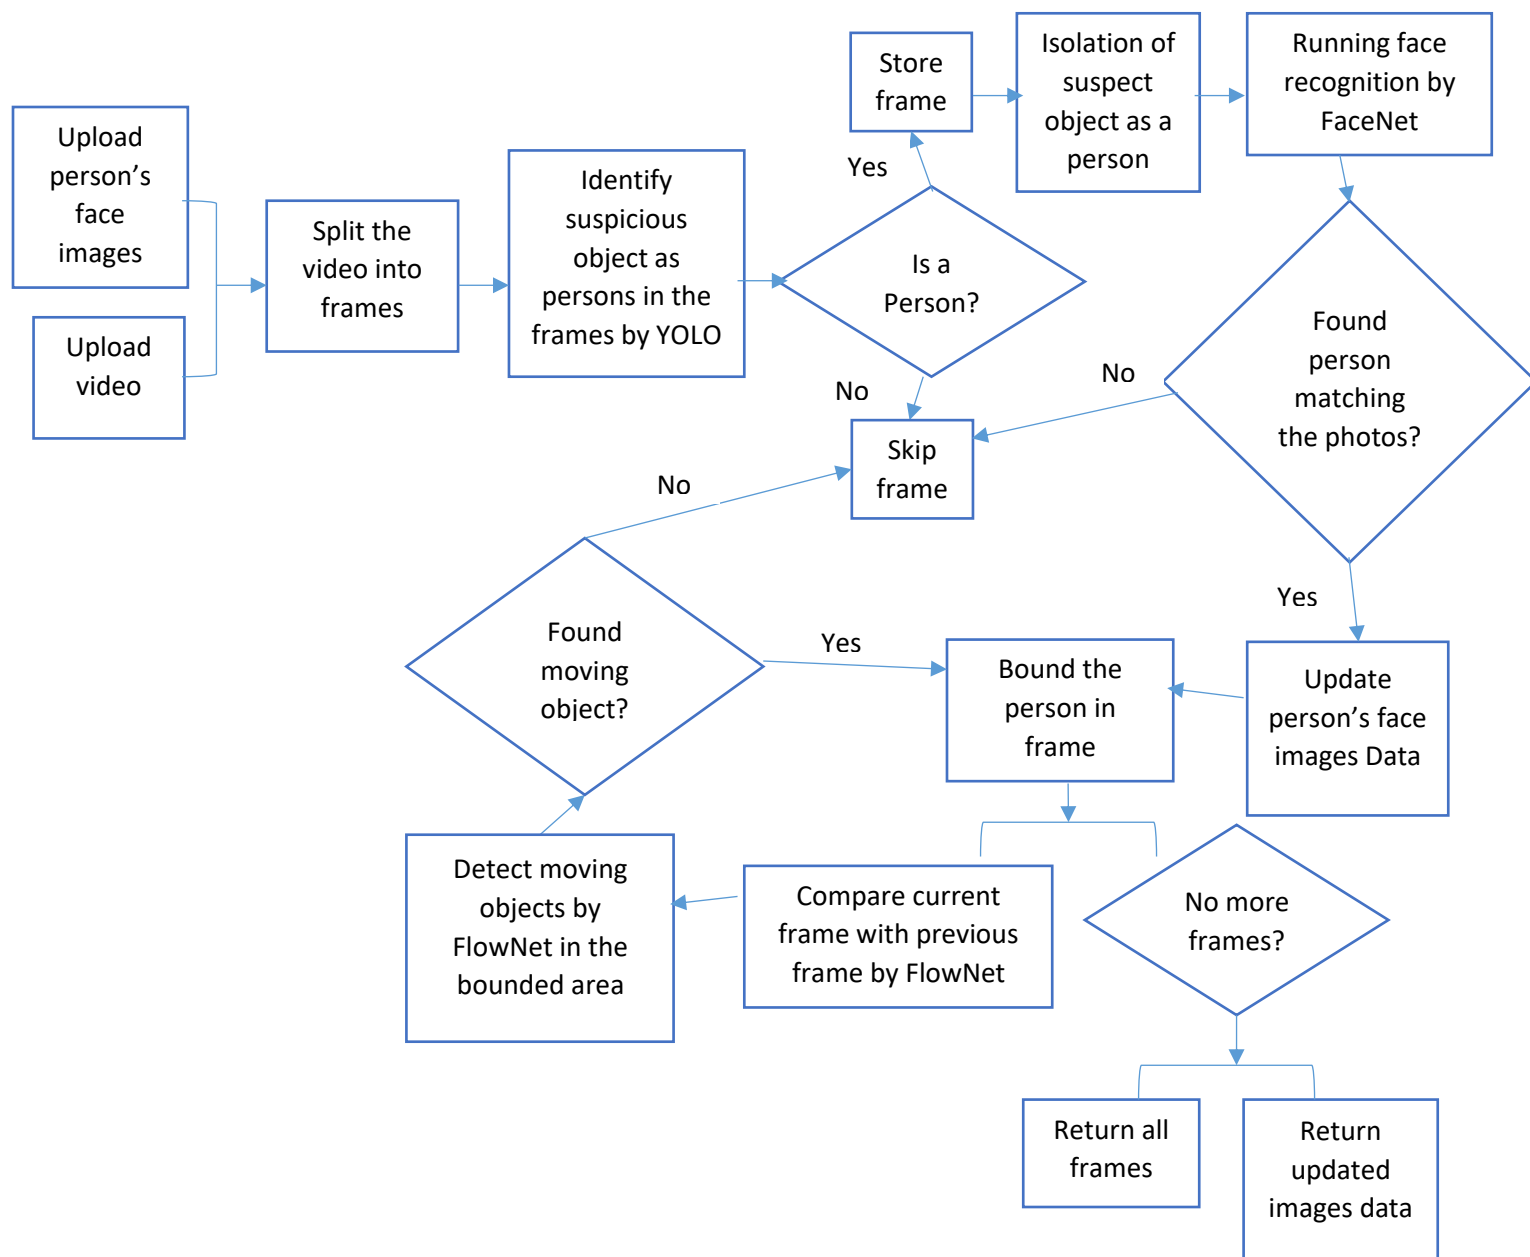 Upload
person’s
face
images
Upload
video
Split the
video into
frames
Identify
suspicious
object as
persons in the
frames by YOLO
Is a
Person?
Yes
Store
frame
Isolation of
suspect
object as a
person
Running face
recognition by
FaceNet
Found
person
matching
the photos?
No
No
Skip
frame
No
Found
moving
object?
Yes
Bound the
person in
frame
Yes
Update
person’s face
images Data
Detect moving
objects by
FlowNet in the
bounded area
Compare current
frame with previous
frame by FlowNet
No more
frames?
Return all
frames
Return
updated
images data